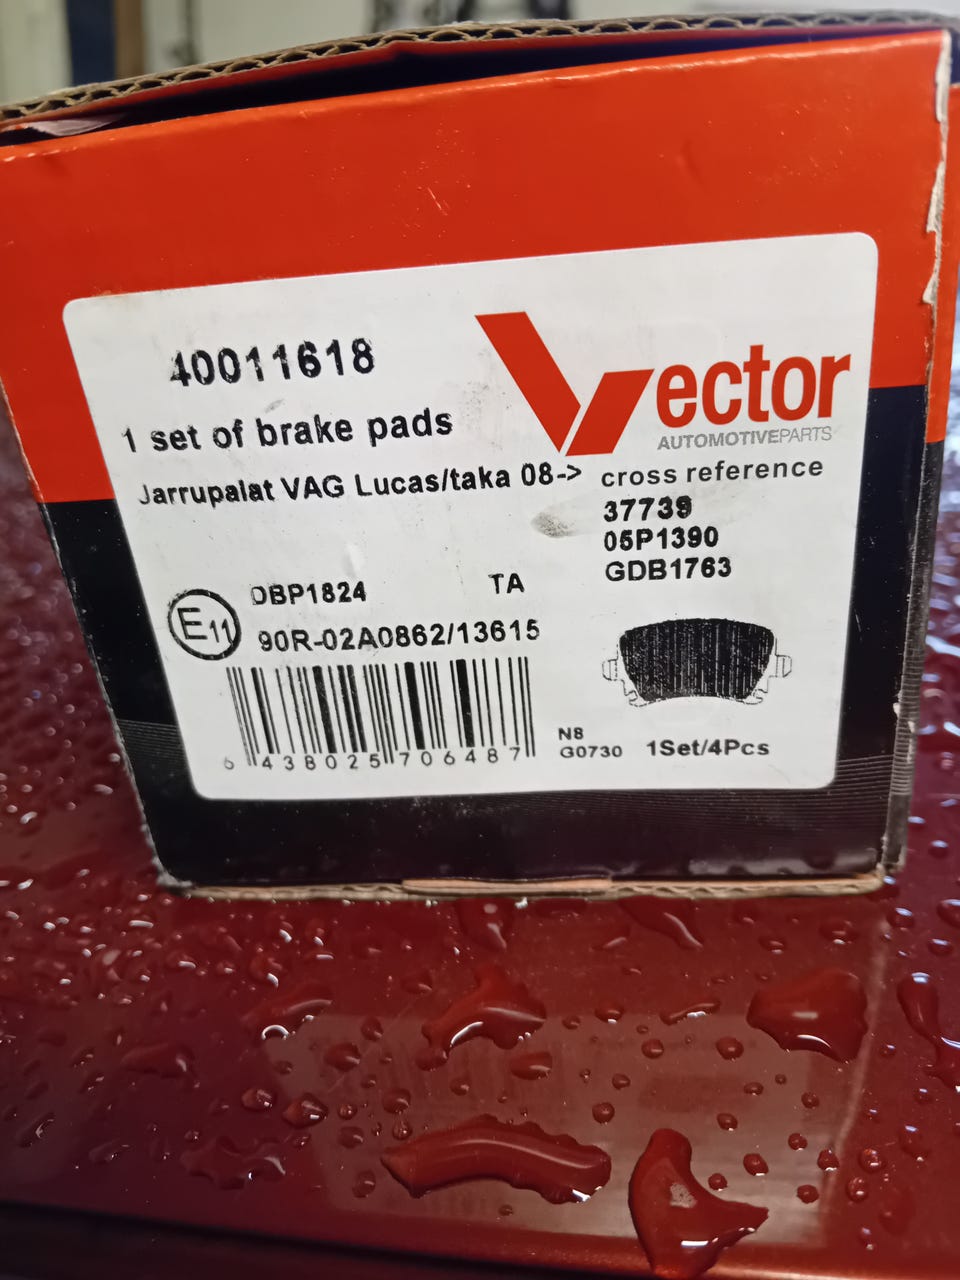 40011618
1 set of brake pads
Jarrupalat VAG Lucas/taka 08->
Vector
AUTOMOTIVEPARTS
cross reference
37739
05P1390
GDB1763
E11
DBP1824 TA
90R-02A0862/13615
6 438025 706487
N8
G0730 1Set/4Pcs